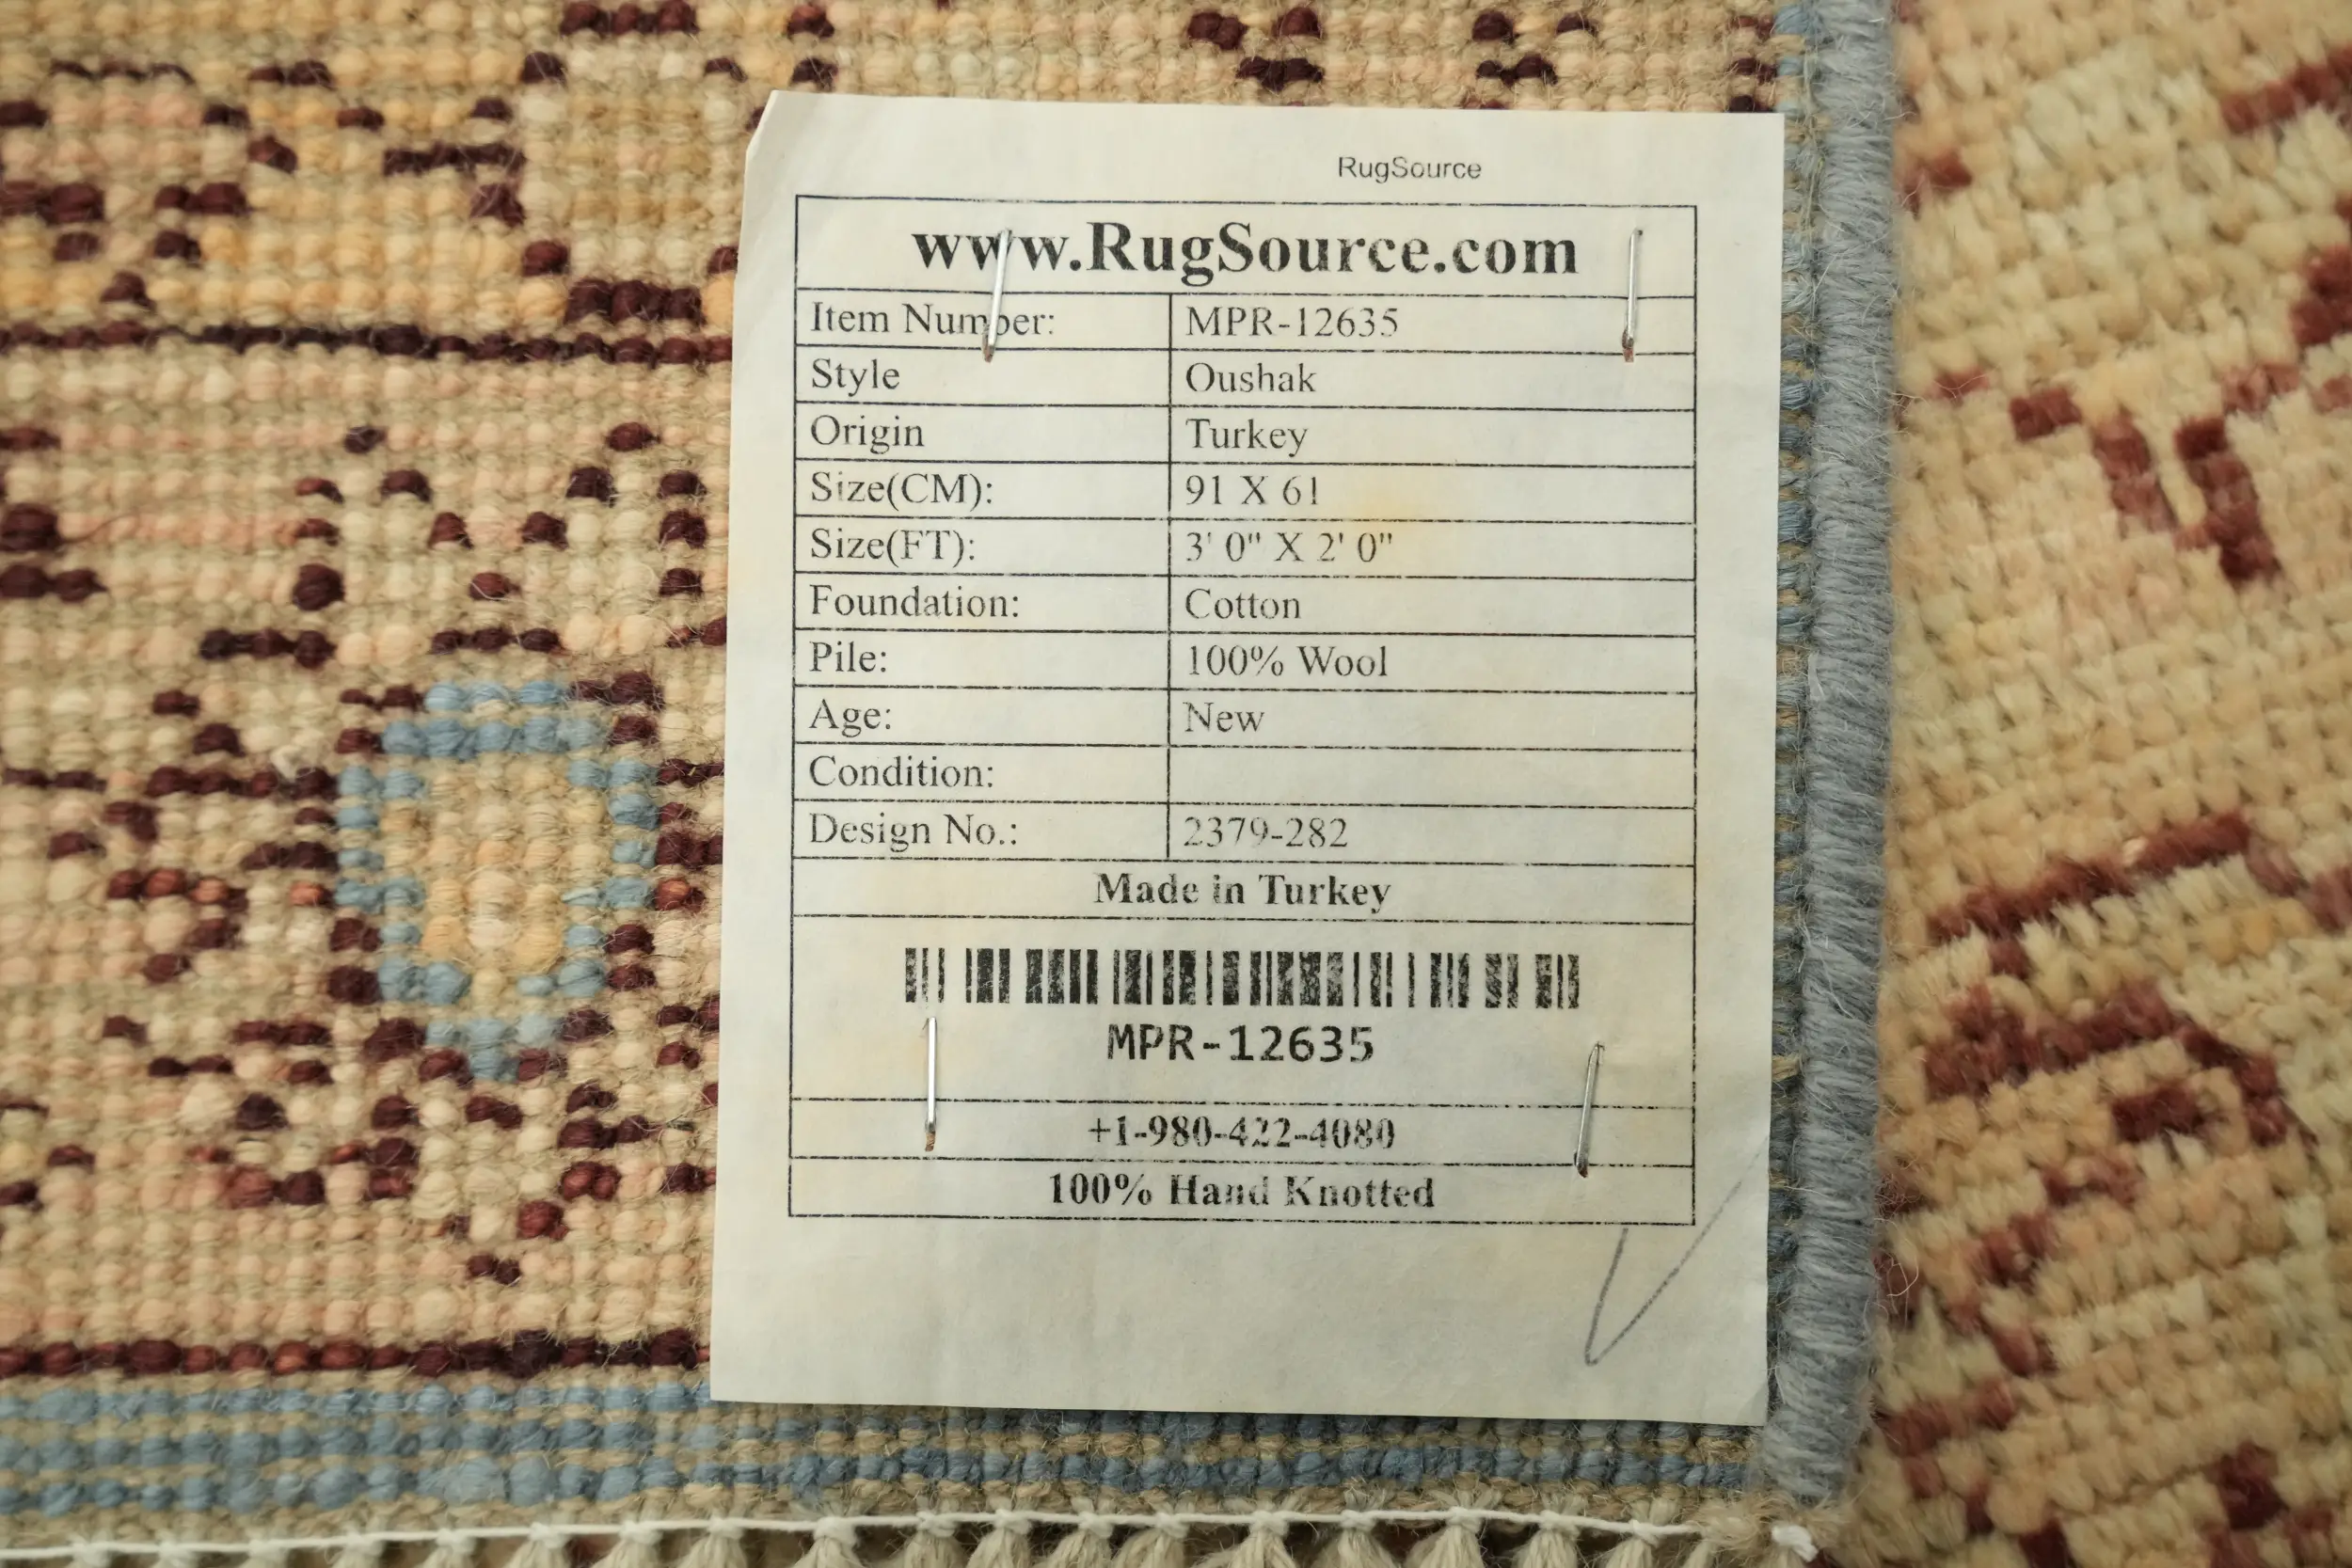 RugSource
www.RugSource.com
Item Number: MPR-12635
Style Oushak
Origin Turkey
Size(CM): 91 X 61
Size(FT): 3' 0" X 2' 0"
Foundation: Cotton
Pile: 100% Wool
Age: New
Condition:
Design No.: 2379-282
Made in Turkey
MPR-12635
+1-980-422-4080
100% Hand Knotted